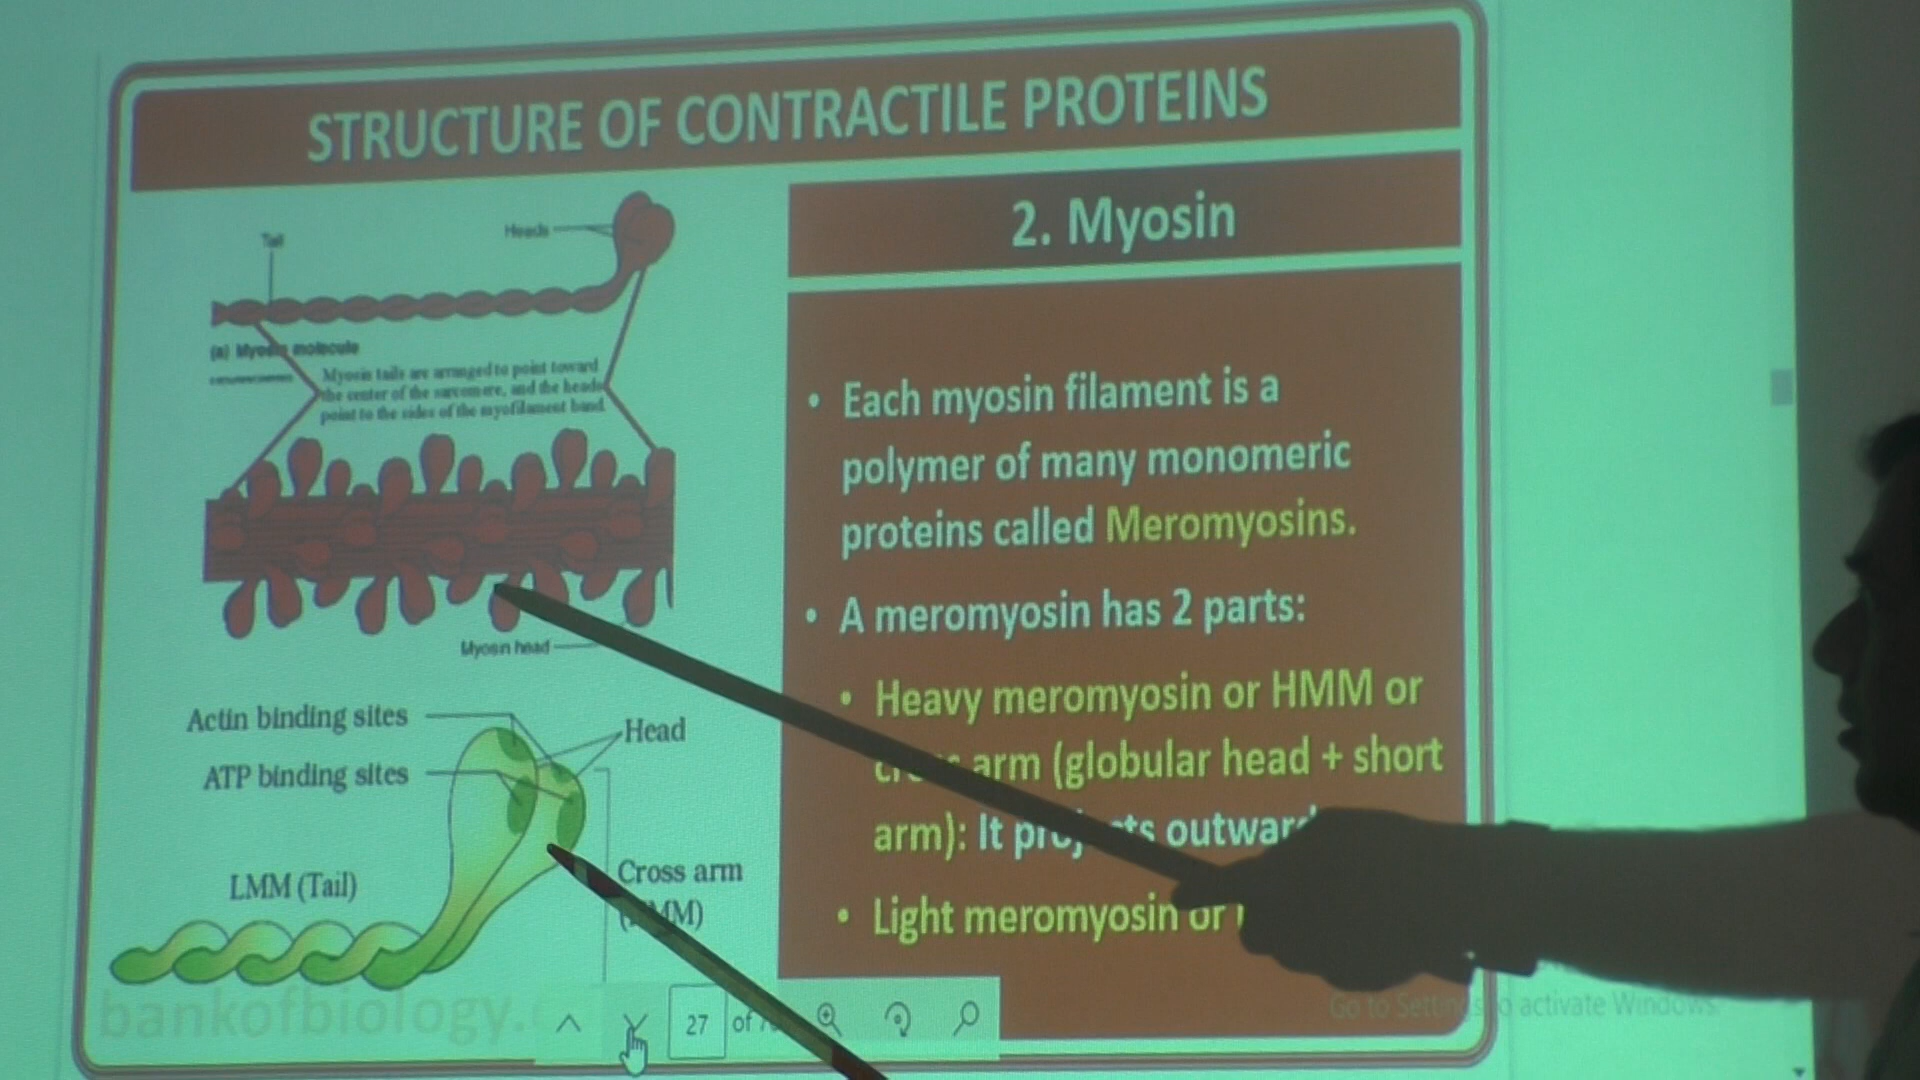 STRUCTURE OF CONTRACTILE PROTEINS
Tail
Heads
(a) Myosin molecule
Myosin tails are arranged to point toward
the center of the sarcomere, and the heads
point to the sides of the myofilament band.
Myosin head
Actin binding sites
Head
ATP binding sites
LMM (Tail)
Cross arm
bankofbiology.
2. Myosin
• Each myosin filament is a
polymer of many monomeric
proteins called Meromyosins.
• A meromyosin has 2 parts:
• Heavy meromyosin or HMM or
arm (globular head + short
arm): It outward
• Light meromyosin or
27 of
Go to Settings to activate Windows.